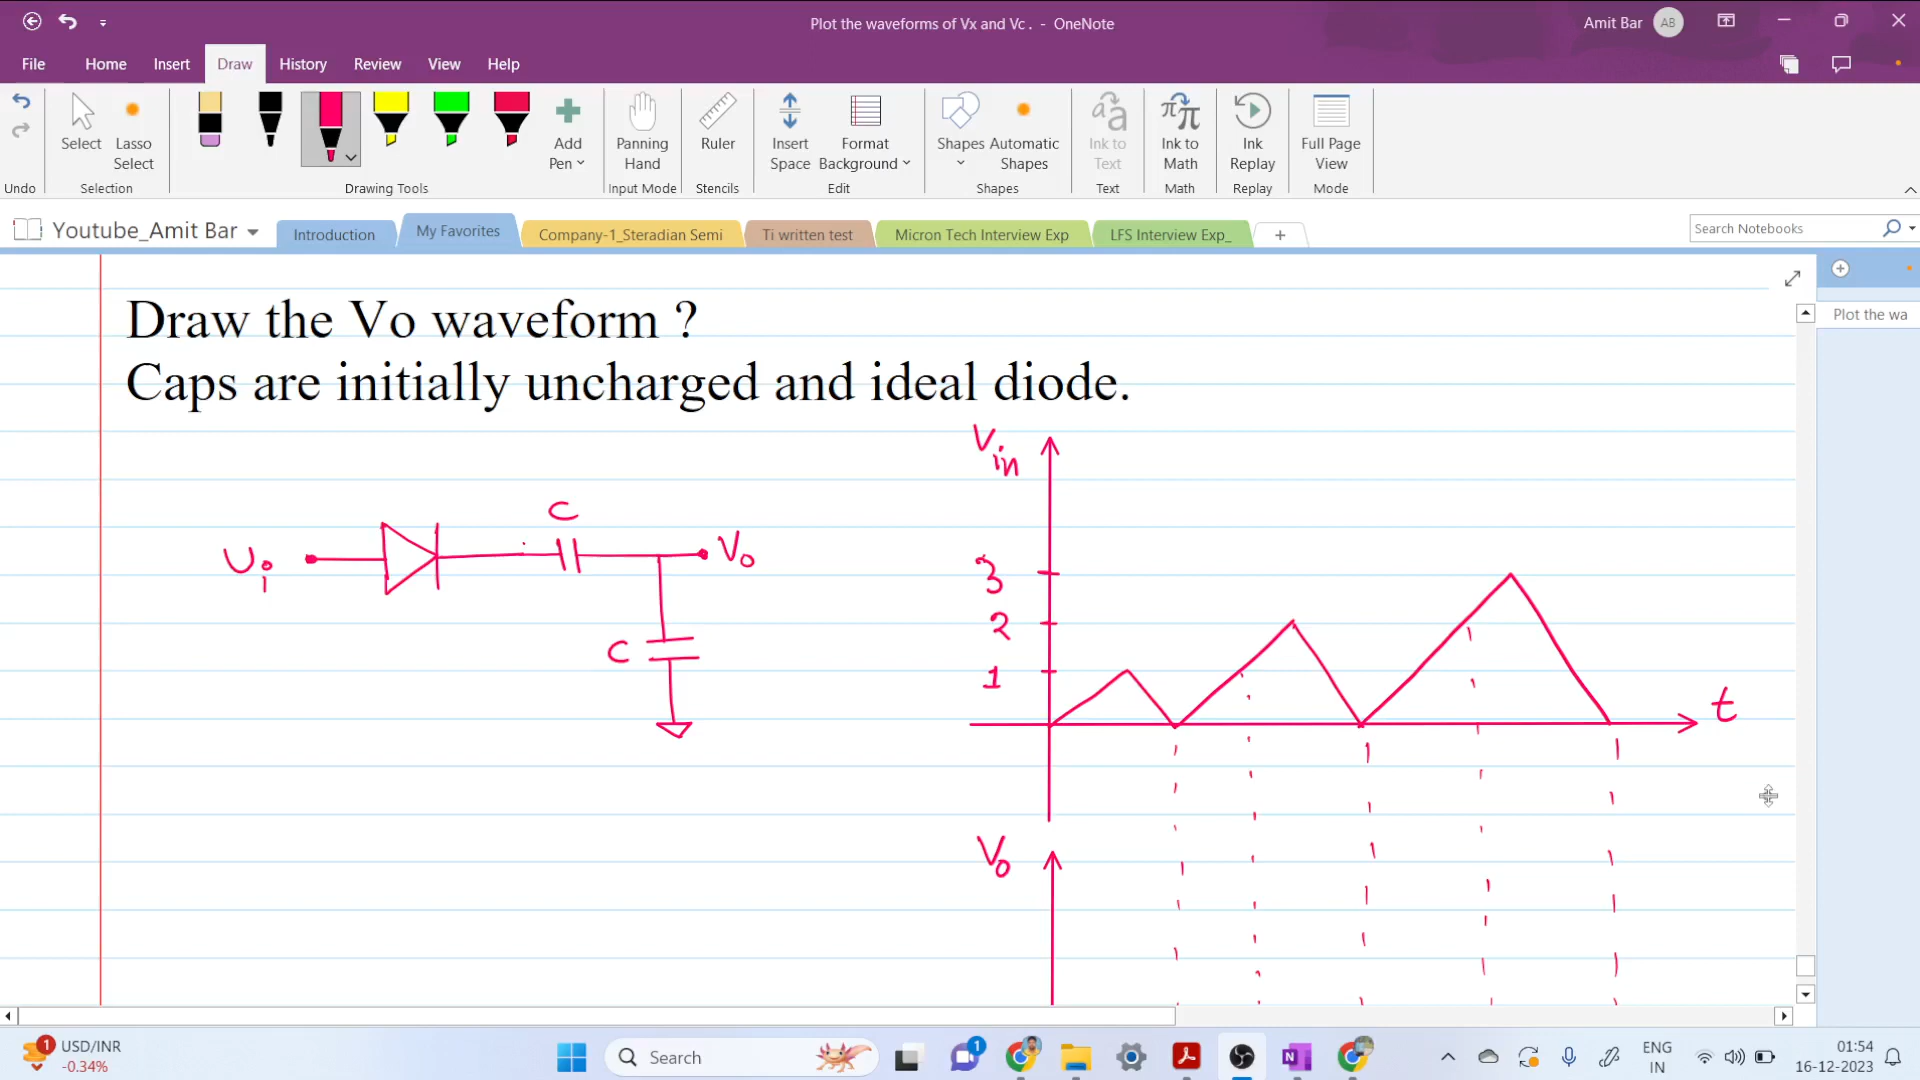 Plot the waveforms of Vx and Vc. - OneNote
Amit Bar AB
File Home Insert Draw History Review View Help
Select
Lasso Select
Add Pen
Panning Hand
Ruler
Insert Space
Format Background
Shapes
Automatic Shapes
Ink to Text
Ink to Math
Ink Replay
Full Page View
Undo Selection Drawing Tools Input Mode Stencils Edit Shapes Text Math Replay Mode
Youtube_Amit Bar Introduction My Favorites Company-1_Steradian Semi Ti written test Micron Tech Interview Exp LFS Interview Exp_ + Search Notebooks
Plot the wa
Draw the Vo waveform ?
Caps are initially uncharged and ideal diode.
Vin
C
Vi
Vo
3
2
C
1
t
Vo
1 USD/INR
-0.34%
Search
1
ENG
IN
01:54
16-12-2023